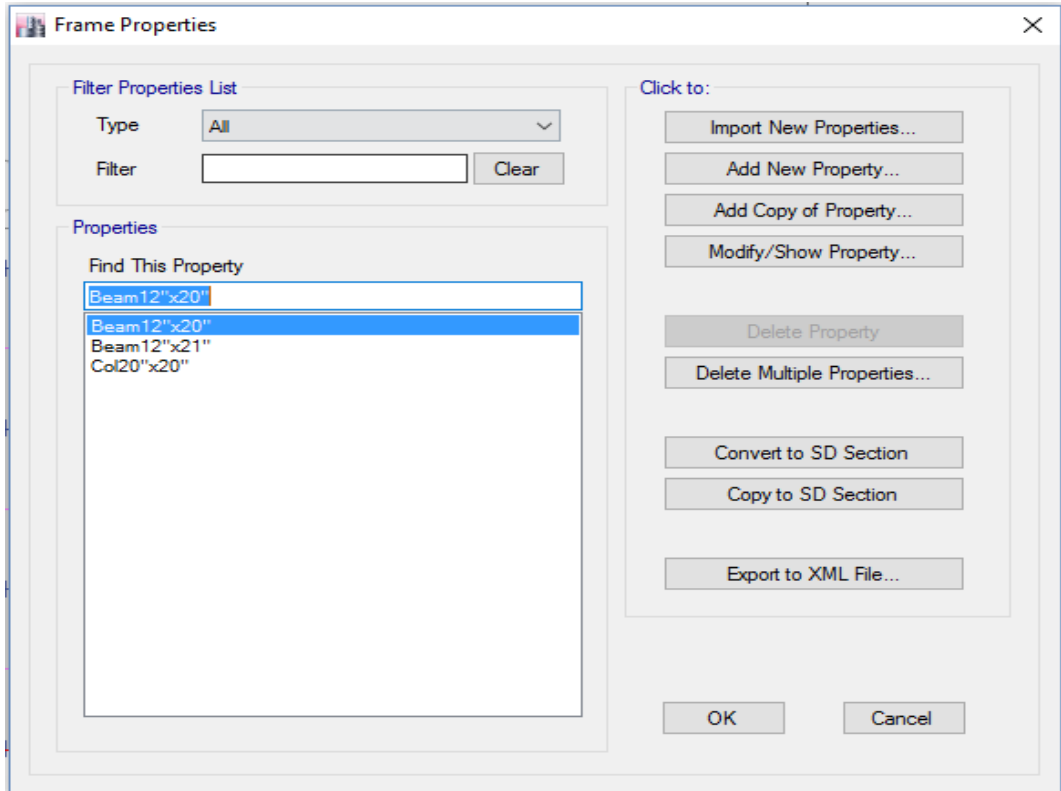 Frame Properties
Filter Properties List
Type All
Filter Clear
Properties
Find This Property
Beam12"x20"
Beam12"x20"
Beam12"x21"
Col20"x20"
Click to:
Import New Properties...
Add New Property...
Add Copy of Property...
Modify/Show Property...
Delete Property
Delete Multiple Properties...
Convert to SD Section
Copy to SD Section
Export to XML File...
OK Cancel